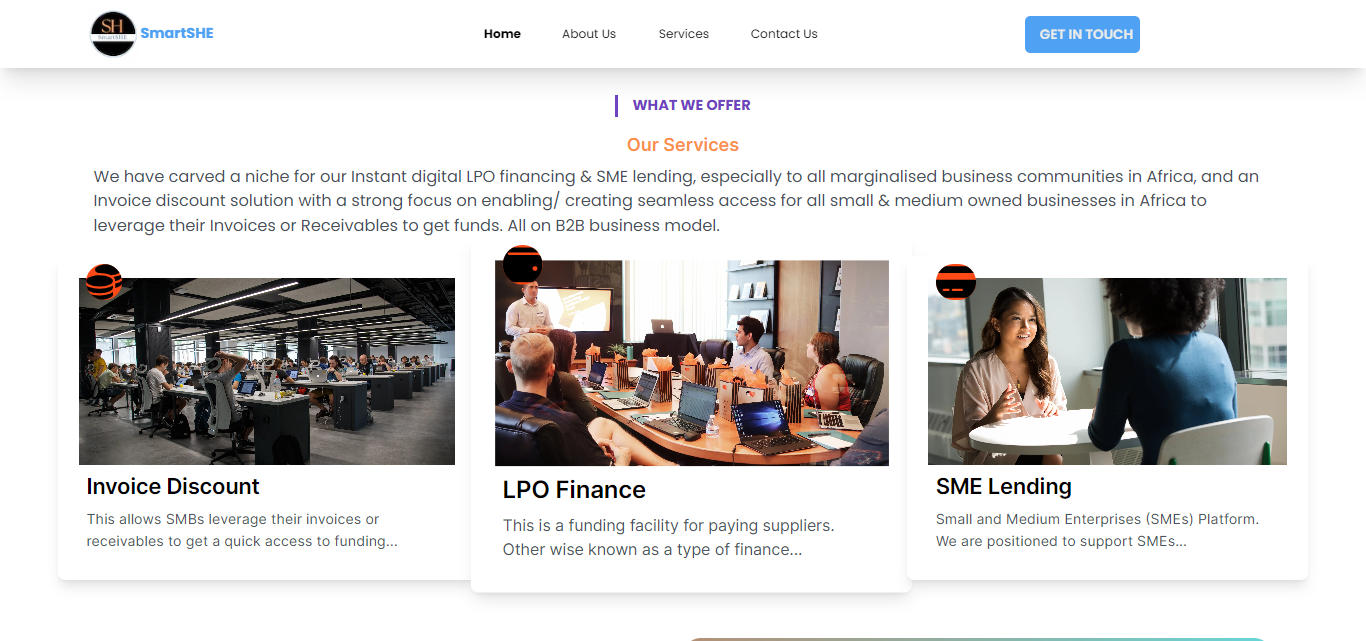 SH
SmartSHE
SmartSHE
Home
About Us
Services
Contact Us
GET IN TOUCH
WHAT WE OFFER
Our Services
We have carved a niche for our Instant digital LPO financing & SME lending, especially to all marginalised business communities in Africa, and an
Invoice discount solution with a strong focus on enabling/ creating seamless access for all small & medium owned businesses in Africa to
leverage their Invoices or Receivables to get funds. All on B2B business model.
Invoice Discount
This allows SMBs leverage their invoices or
receivables to get a quick access to funding...
LPO Finance
This is a funding facility for paying suppliers.
Other wise known as a type of finance...
SME Lending
Small and Medium Enterprises (SMEs) Platform.
We are positioned to support SMEs...